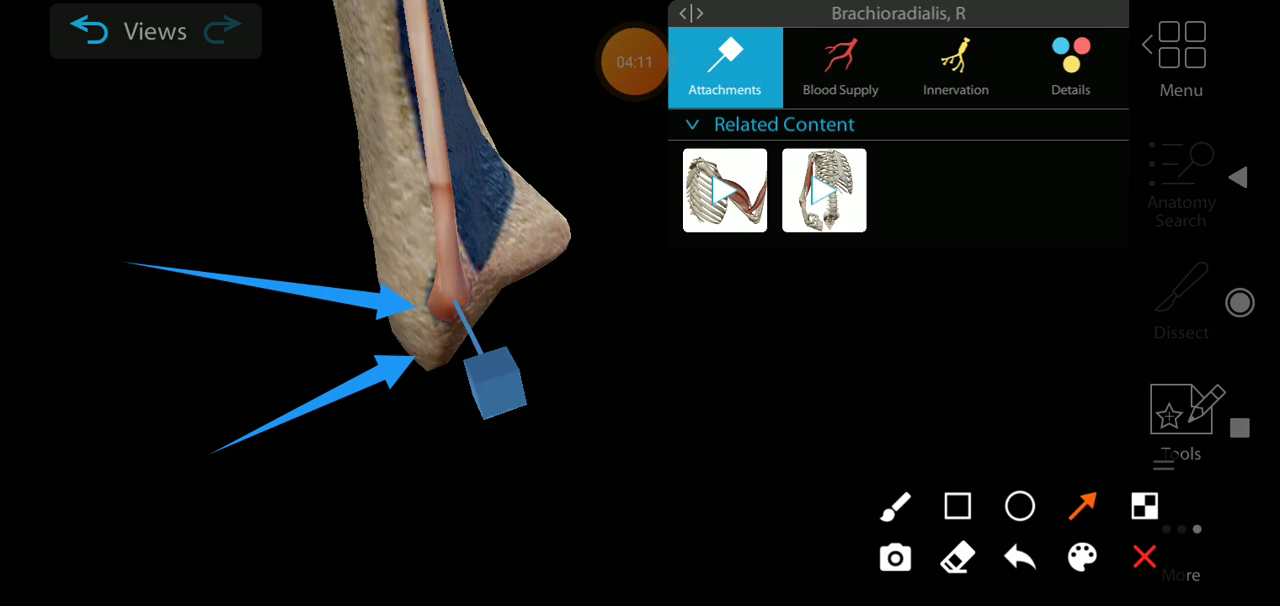 Views
04:11
Brachioradialis, R
Attachments
Blood Supply
Innervation
Details
Related Content
Menu
Anatomy
Search
Dissect
Tools
More